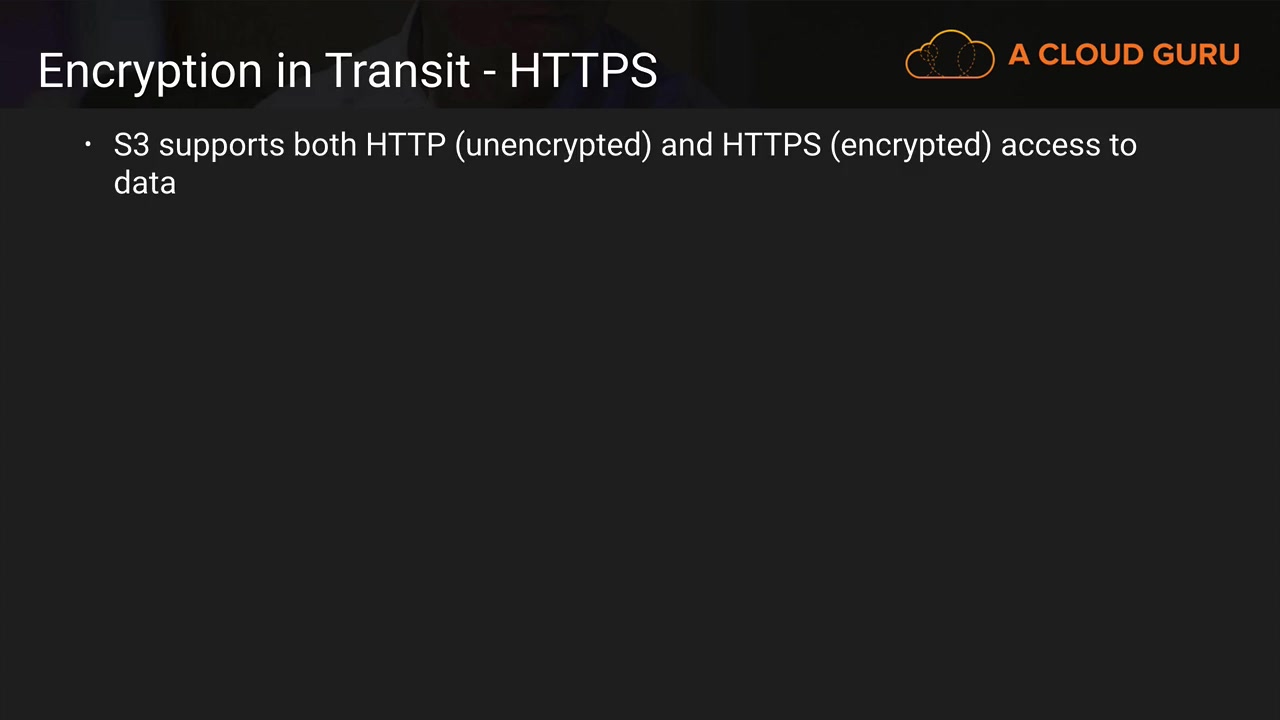 Encryption in Transit - HTTPS
A CLOUD GURU
· S3 supports both HTTP (unencrypted) and HTTPS (encrypted) access to
data